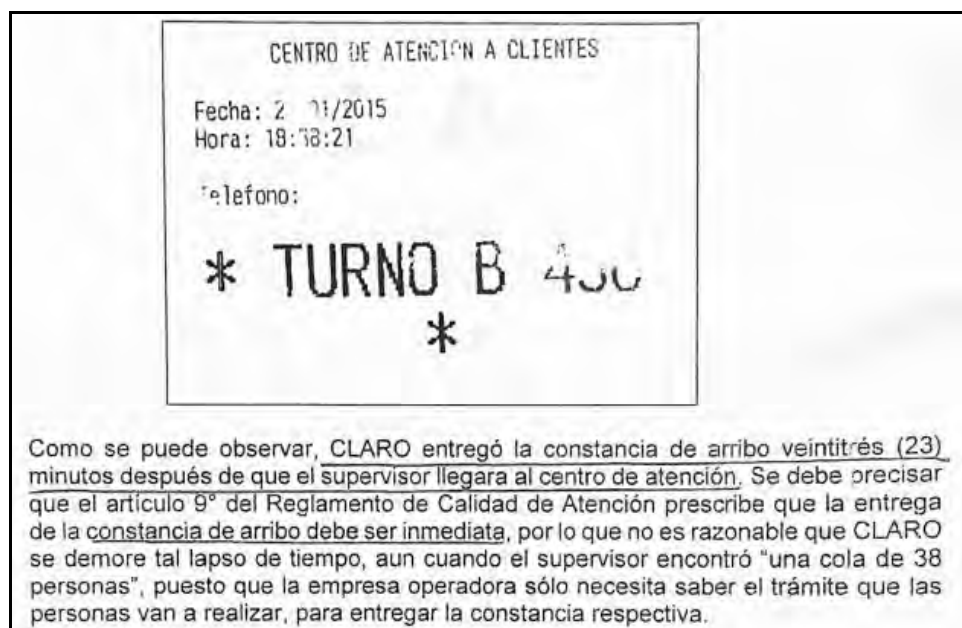 CENTRO DE ATENCION A CLIENTES
Fecha: /2015
Hora:
Telefono:
* TURNO B
*
Como se puede observar, CLARO entregó la constancia de arribo veintitrés (23)
minutos después de que el supervisor llegara al centro de atención. Se debe precisar
que el artículo 9° del Reglamento de Calidad de Atención prescribe que la entrega
de la constancia de arribo debe ser inmediata, por lo que no es razonable que CLARO
se demore tal lapso de tiempo, aun cuando el supervisor encontró “una cola de 38
personas”, puesto que la empresa operadora sólo necesita saber el trámite que las
personas van a realizar, para entregar la constancia respectiva.